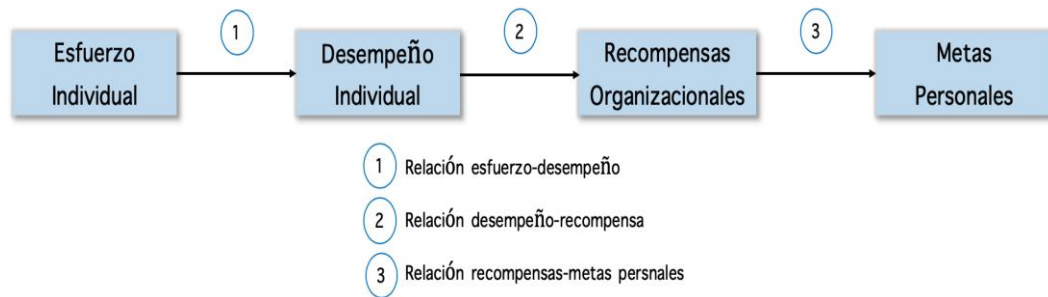 1
2
3
Esfuerzo
Individual
Desempeño
Individual
Recompensas
Organizacionales
Metas
Personales
1 Relación esfuerzo-desempeño
2 Relación desempeño-recompensa
3 Relación recompensas-metas persnales